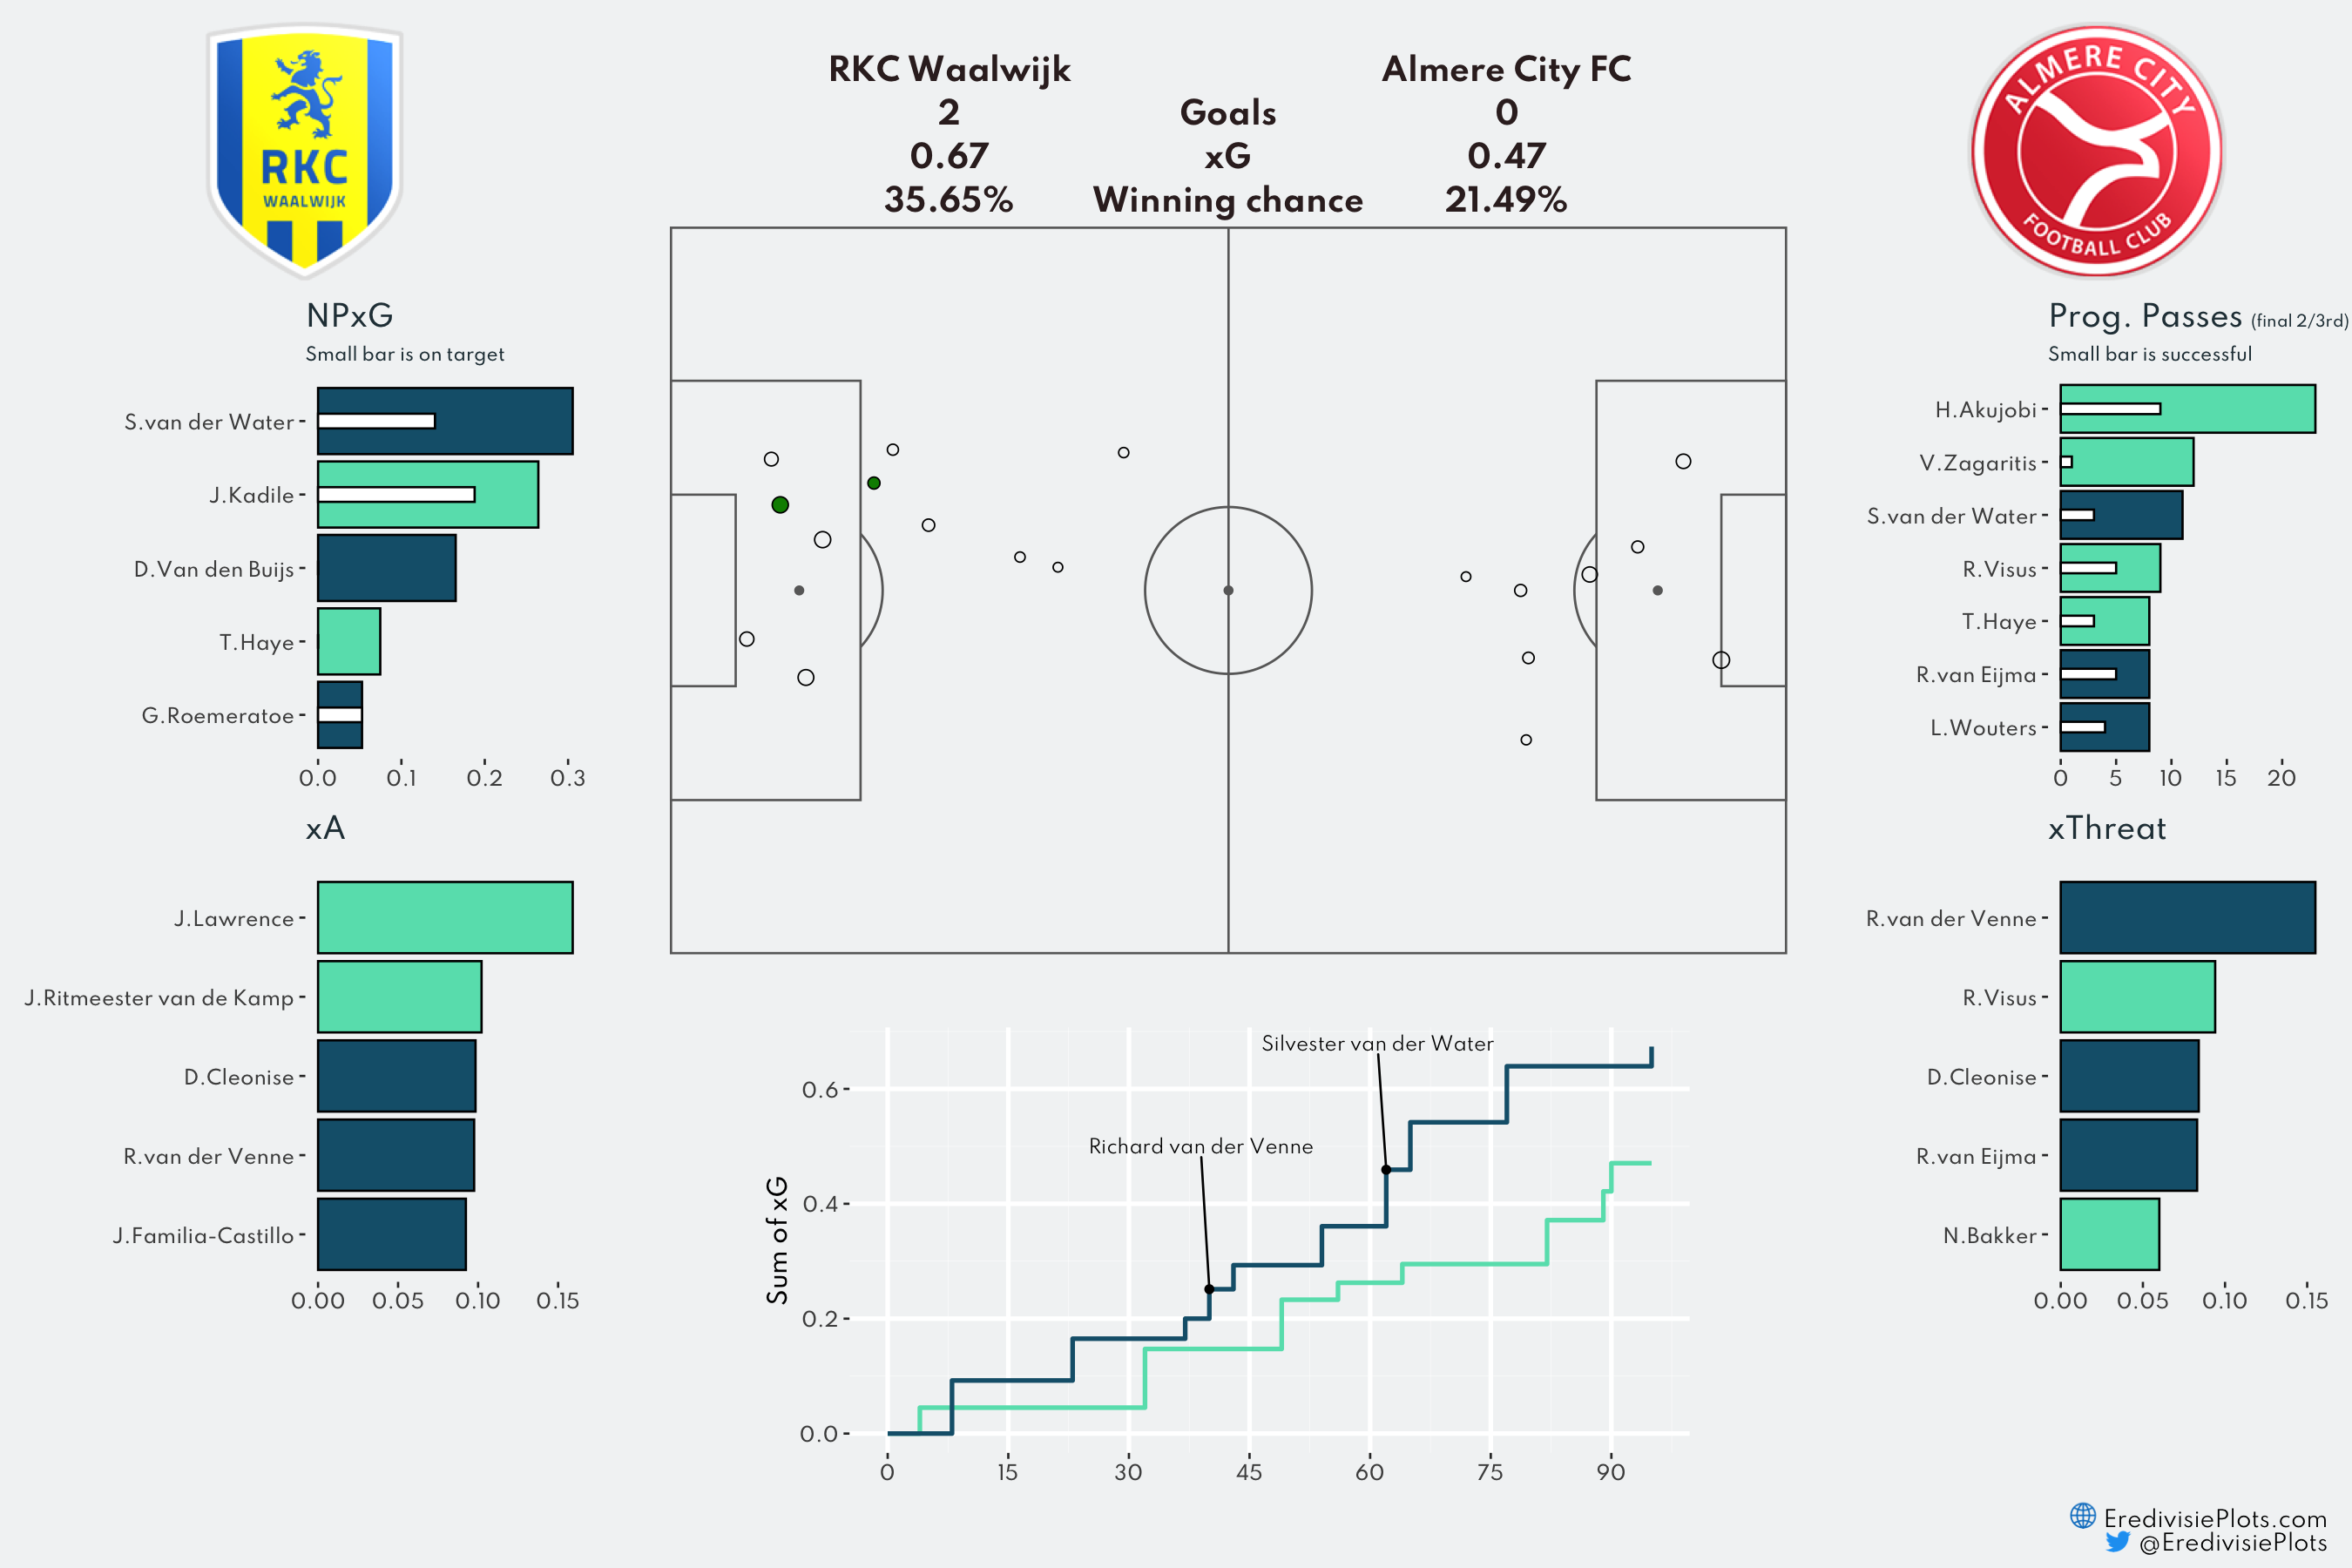 RKC
WAALWIJK
RKC Waalwijk Almere City FC
2 Goals 0
0.67 xG 0.47
35.65% Winning chance 21.49%
ALMERE CITY
FOOTBALL CLUB
NPxG
Small bar is on target
S.van der Water
J.Kadile
D.Van den Buijs
T.Haye
G.Roemeratoe
0.0 0.1 0.2 0.3
xA
J.Lawrence
J.Ritmeester van de Kamp
D.Cleonise
R.van der Venne
J.Familia-Castillo
0.00 0.05 0.10 0.15
Silvester van der Water
Richard van der Venne
Sum of xG
0.6
0.4
0.2
0.0
0 15 30 45 60 75 90
Prog. Passes (final 2/3rd)
Small bar is successful
H.Akujobi
V.Zagaritis
S.van der Water
R.Visus
T.Haye
R.van Eijma
L.Wouters
0 5 10 15 20
xThreat
R.van der Venne
R.Visus
D.Cleonise
R.van Eijma
N.Bakker
0.00 0.05 0.10 0.15
EredivisiePlots.com
@EredivisiePlots